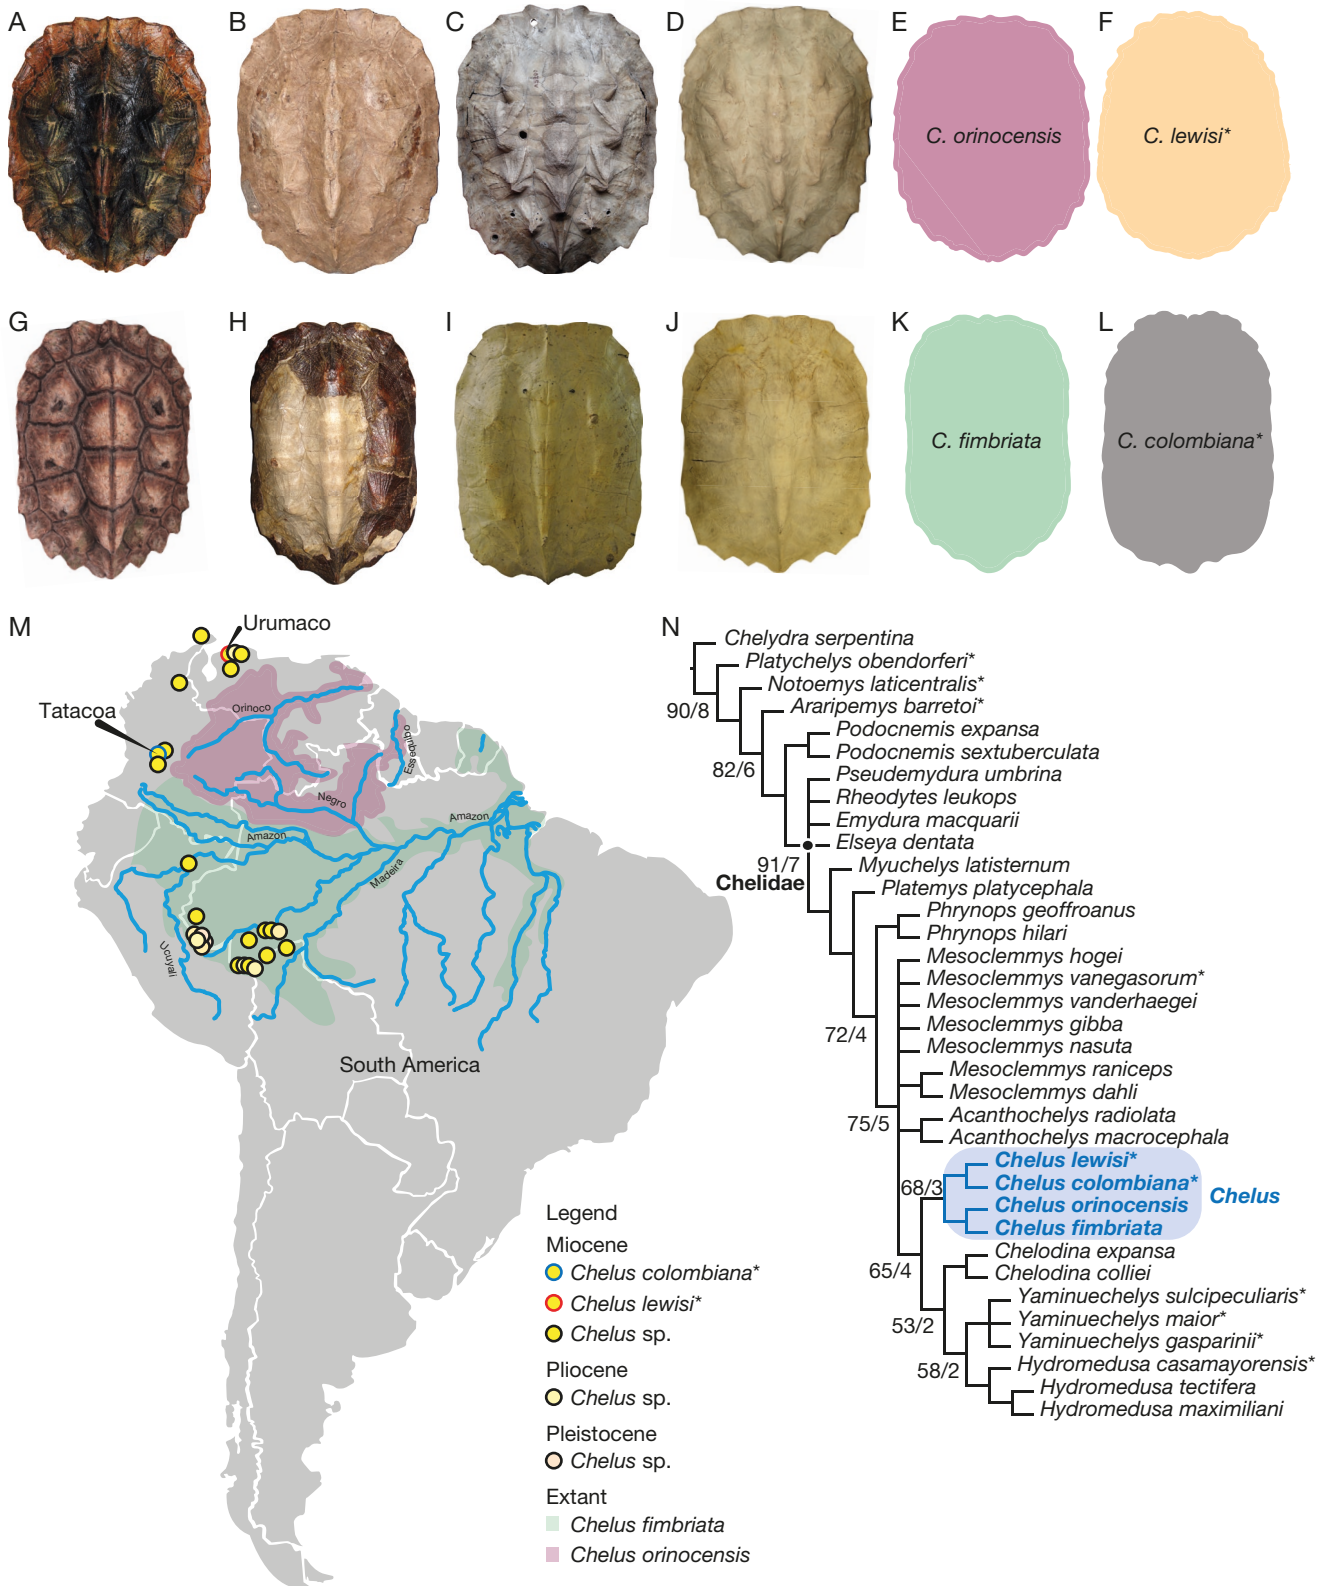 A
B
C
D
E
F
C. orinocensis
C. lewisi*
G
H
I
J
K
L
C. fimbriata
C. colombiana*
M
Urumaco
Tatacoa
Orinoco
Essequibo
Negro
Amazon
Amazon
Madeira
Ucuyali
South America
Legend
Miocene
Chelus colombiana*
Chelus lewisi*
Chelus sp.
Pliocene
Chelus sp.
Pleistocene
Chelus sp.
Extant
Chelus fimbriata
Chelus orinocensis
N
Chelydra serpentina
Platychelys obendorferi*
Notoemys laticentralis*
90/8
Araripemys barretoi*
Podocnemis expansa
Podocnemis sextuberculata
82/6
Pseudemydura umbrina
Rheodytes leukops
Emydura macquarii
Elseya dentata
91/7
Chelidae
Myuchelys latisternum
Platemys platycephala
Phrynops geoffroanus
Phrynops hilari
Mesoclemmys hogei
Mesoclemmys vanegasorum*
Mesoclemmys vanderhaegei
Mesoclemmys gibba
72/4
Mesoclemmys nasuta
Mesoclemmys raniceps
Mesoclemmys dahli
Acanthochelys radiolata
75/5
Acanthochelys macrocephala
Chelus lewisi*
68/3
Chelus colombiana*
Chelus
Chelus orinocensis
Chelus fimbriata
Chelodina expansa
65/4
Chelodina colliei
Yaminuechelys sulcipeculiaris*
Yaminuechelys maior*
53/2
Yaminuechelys gasparinii*
Hydromedusa casamayorensis*
58/2
Hydromedusa tectifera
Hydromedusa maximiliani